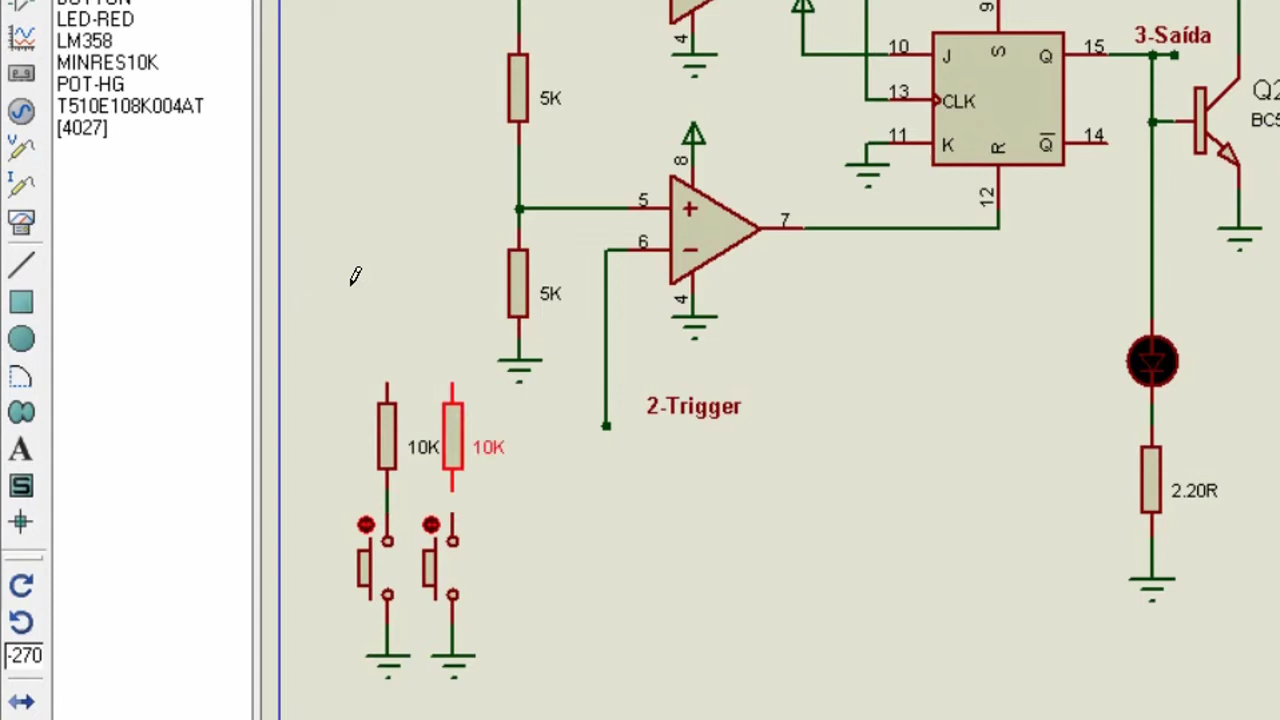 BUTTON
LED-RED
LM358
MINRES10K
POT-HG
T510E108K004AT
[4027]
A
S
-270
4
9
3-Saída
10 J S Q 15
5K
13 CLK
Q2
BC5
11 K R Q 14
8
12
5 +
7
6 −
4
5K
2-Trigger
10K
10K
2.20R